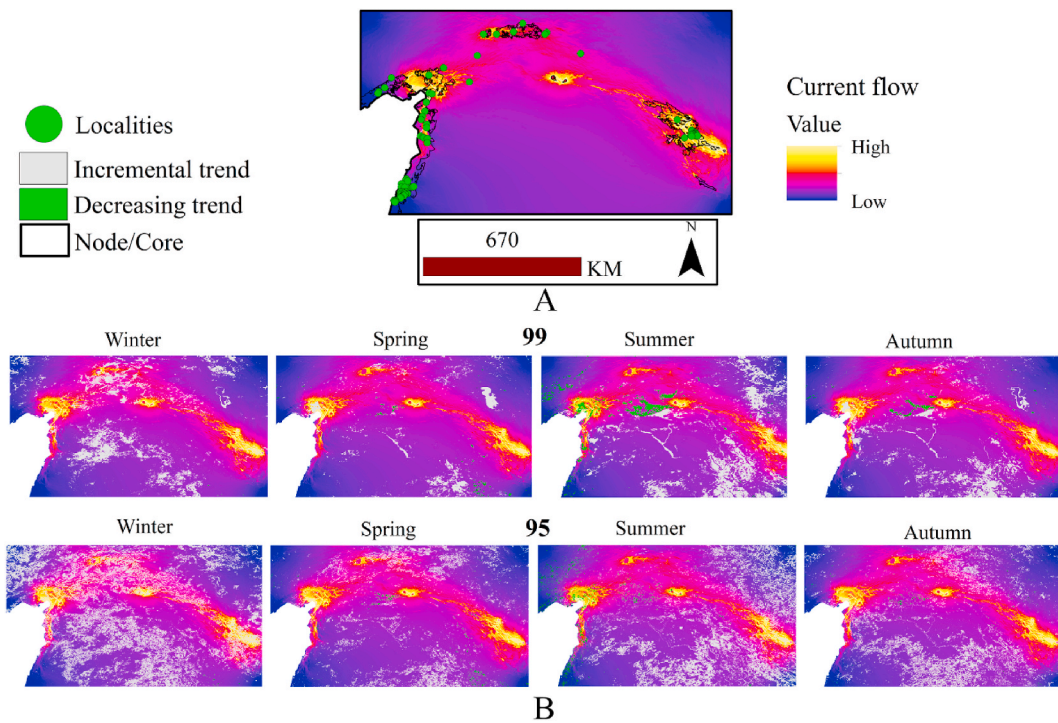 Localities
Incremental trend
Decreasing trend
Node/Core
Current flow
Value
High
Low
670
KM
N
A
Winter
Spring
99
Summer
Autumn
Winter
Spring
95
Summer
Autumn
B